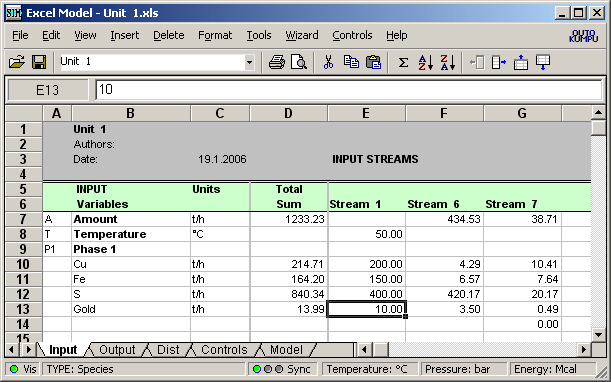 Excel Model - Unit 1.xls
File Edit View Insert Delete Format Tools Wizard Controls Help OUTO KUMPU
Unit 1
E13 10
A B C D E F G
1 Unit 1
2 Authors:
3 Date: 19.1.2006 INPUT STREAMS
4
5 INPUT Units Total
6 Variables Sum Stream 1 Stream 6 Stream 7
7 A Amount t/h 1233.23 434.53 38.71
8 T Temperature °C 50.00
9 P1 Phase 1
10 Cu t/h 214.71 200.00 4.29 10.41
11 Fe t/h 164.20 150.00 6.57 7.64
12 S t/h 840.34 400.00 420.17 20.17
13 Gold t/h 13.99 10.00 3.50 0.49
14 0.00
15
Input Output Dist Controls Model
Vis TYPE: Species Sync Temperature: °C Pressure: bar Energy: Mcal